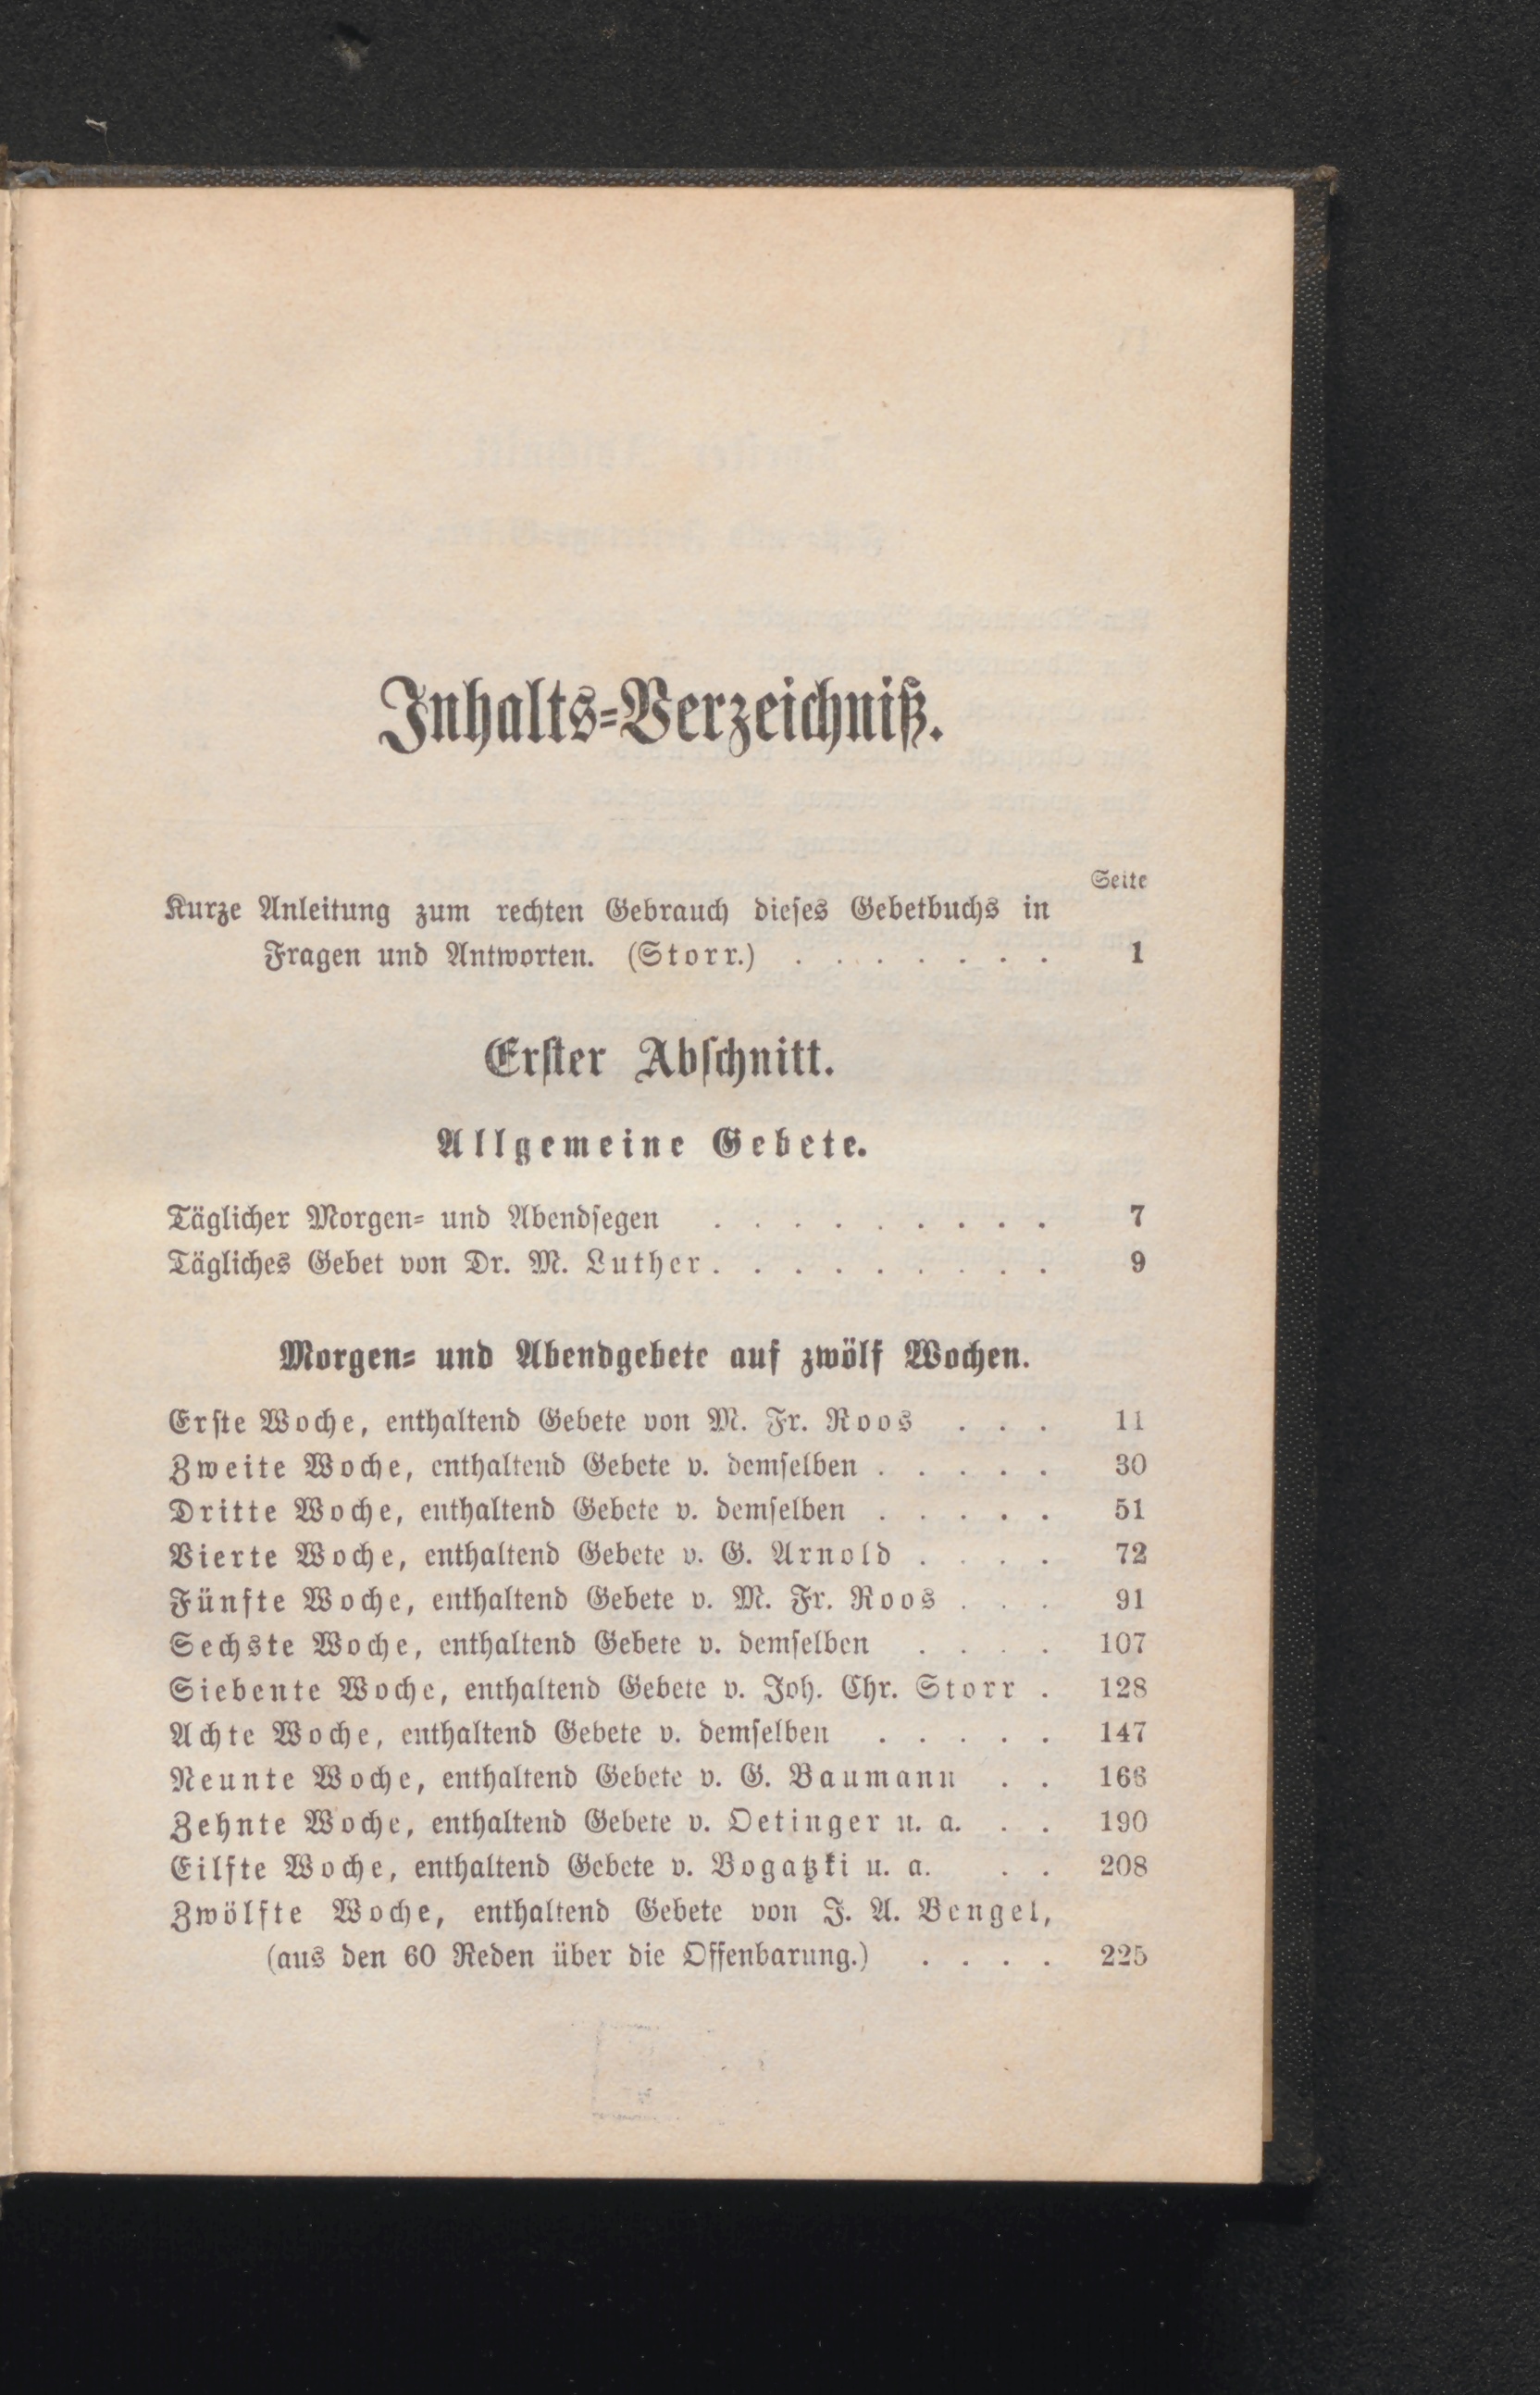 Inhalts-Verzeichniß.
Seite
Kurze Anleitung zum rechten Gebrauch dieses Gebetbuchs in
Fragen und Antworten. (Storr.) . . . . . . . 1
Erster Abschnitt.
Allgemeine Gebete.
Täglicher Morgen- und Abendsegen . . . . . . . . . 7
Tägliches Gebet von Dr. M. Luther . . . . . . . . . 9
Morgen- und Abendgebete auf zwölf Wochen.
Erste Woche, enthaltend Gebete von M. Fr. Roos . . . 11
Zweite Woche, enthaltend Gebete v. demselben . . . . . 30
Dritte Woche, enthaltend Gebete v. demselben . . . . . 51
Vierte Woche, enthaltend Gebete v. G. Arnold . . . . 72
Fünfte Woche, enthaltend Gebete v. M. Fr. Roos . . . 91
Sechste Woche, enthaltend Gebete v. demselben . . . . 107
Siebente Woche, enthaltend Gebete v. Joh. Chr. Storr . 128
Achte Woche, enthaltend Gebete v. demselben . . . . . 147
Neunte Woche, enthaltend Gebete v. G. Baumann . . 168
Zehnte Woche, enthaltend Gebete v. Oetinger u. a. . . 190
Eilfte Woche, enthaltend Gebete v. Bogatzki u. a. . . 208
Zwölfte Woche, enthaltend Gebete von J. A. Bengel,
(aus den 60 Reden über die Offenbarung.) . . . . 225